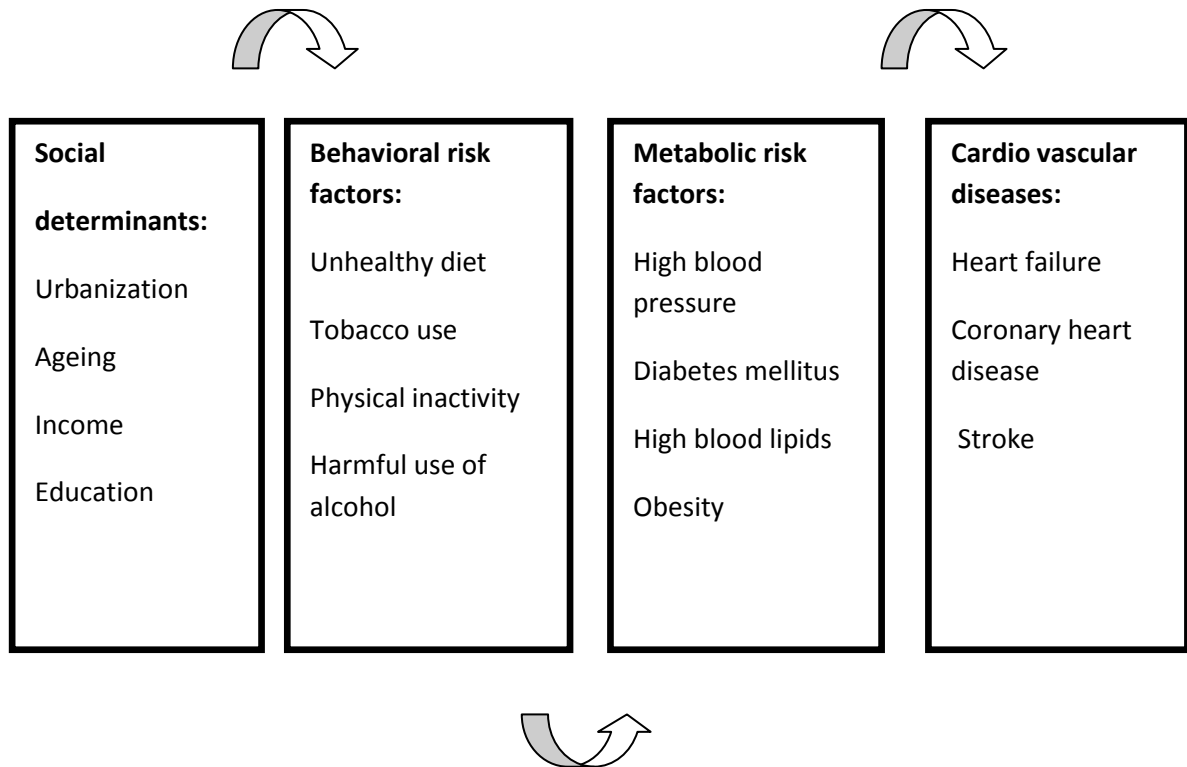 Social
determinants:
Urbanization
Ageing
Income
Education
Behavioral risk
factors:
Unhealthy diet
Tobacco use
Physical inactivity
Harmful use of
alcohol
Metabolic risk
factors:
High blood
pressure
Diabetes mellitus
High blood lipids
Obesity
Cardio vascular
diseases:
Heart failure
Coronary heart
disease
Stroke